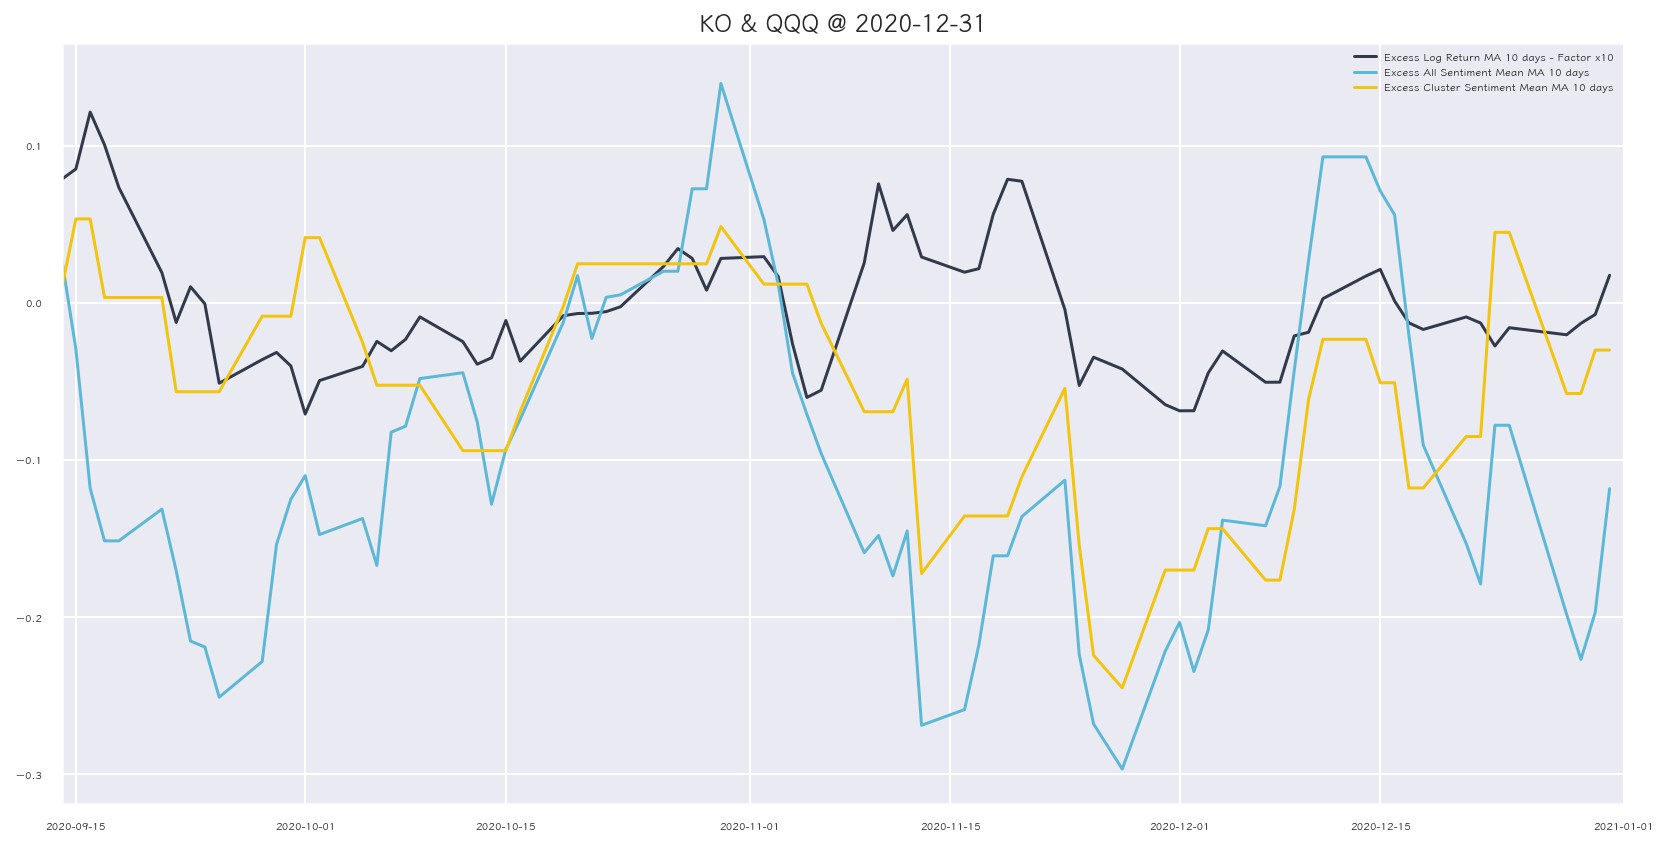 KO & QQQ @ 2020-12-31
Excess Log Return MA 10 days - Factor x10
Excess All Sentiment Mean MA 10 days
Excess Cluster Sentiment Mean MA 10 days
0.1
0.0
−0.1
−0.2
−0.3
2020-09-15 2020-10-01 2020-10-15 2020-11-01 2020-11-15 2020-12-01 2020-12-15 2021-01-01